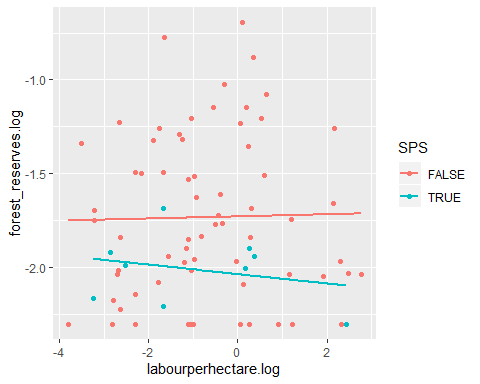 -1.0
-1.5
-2.0
forest_reserves.log
-4
-2
0
2
labourperhectare.log
SPS
FALSE
TRUE